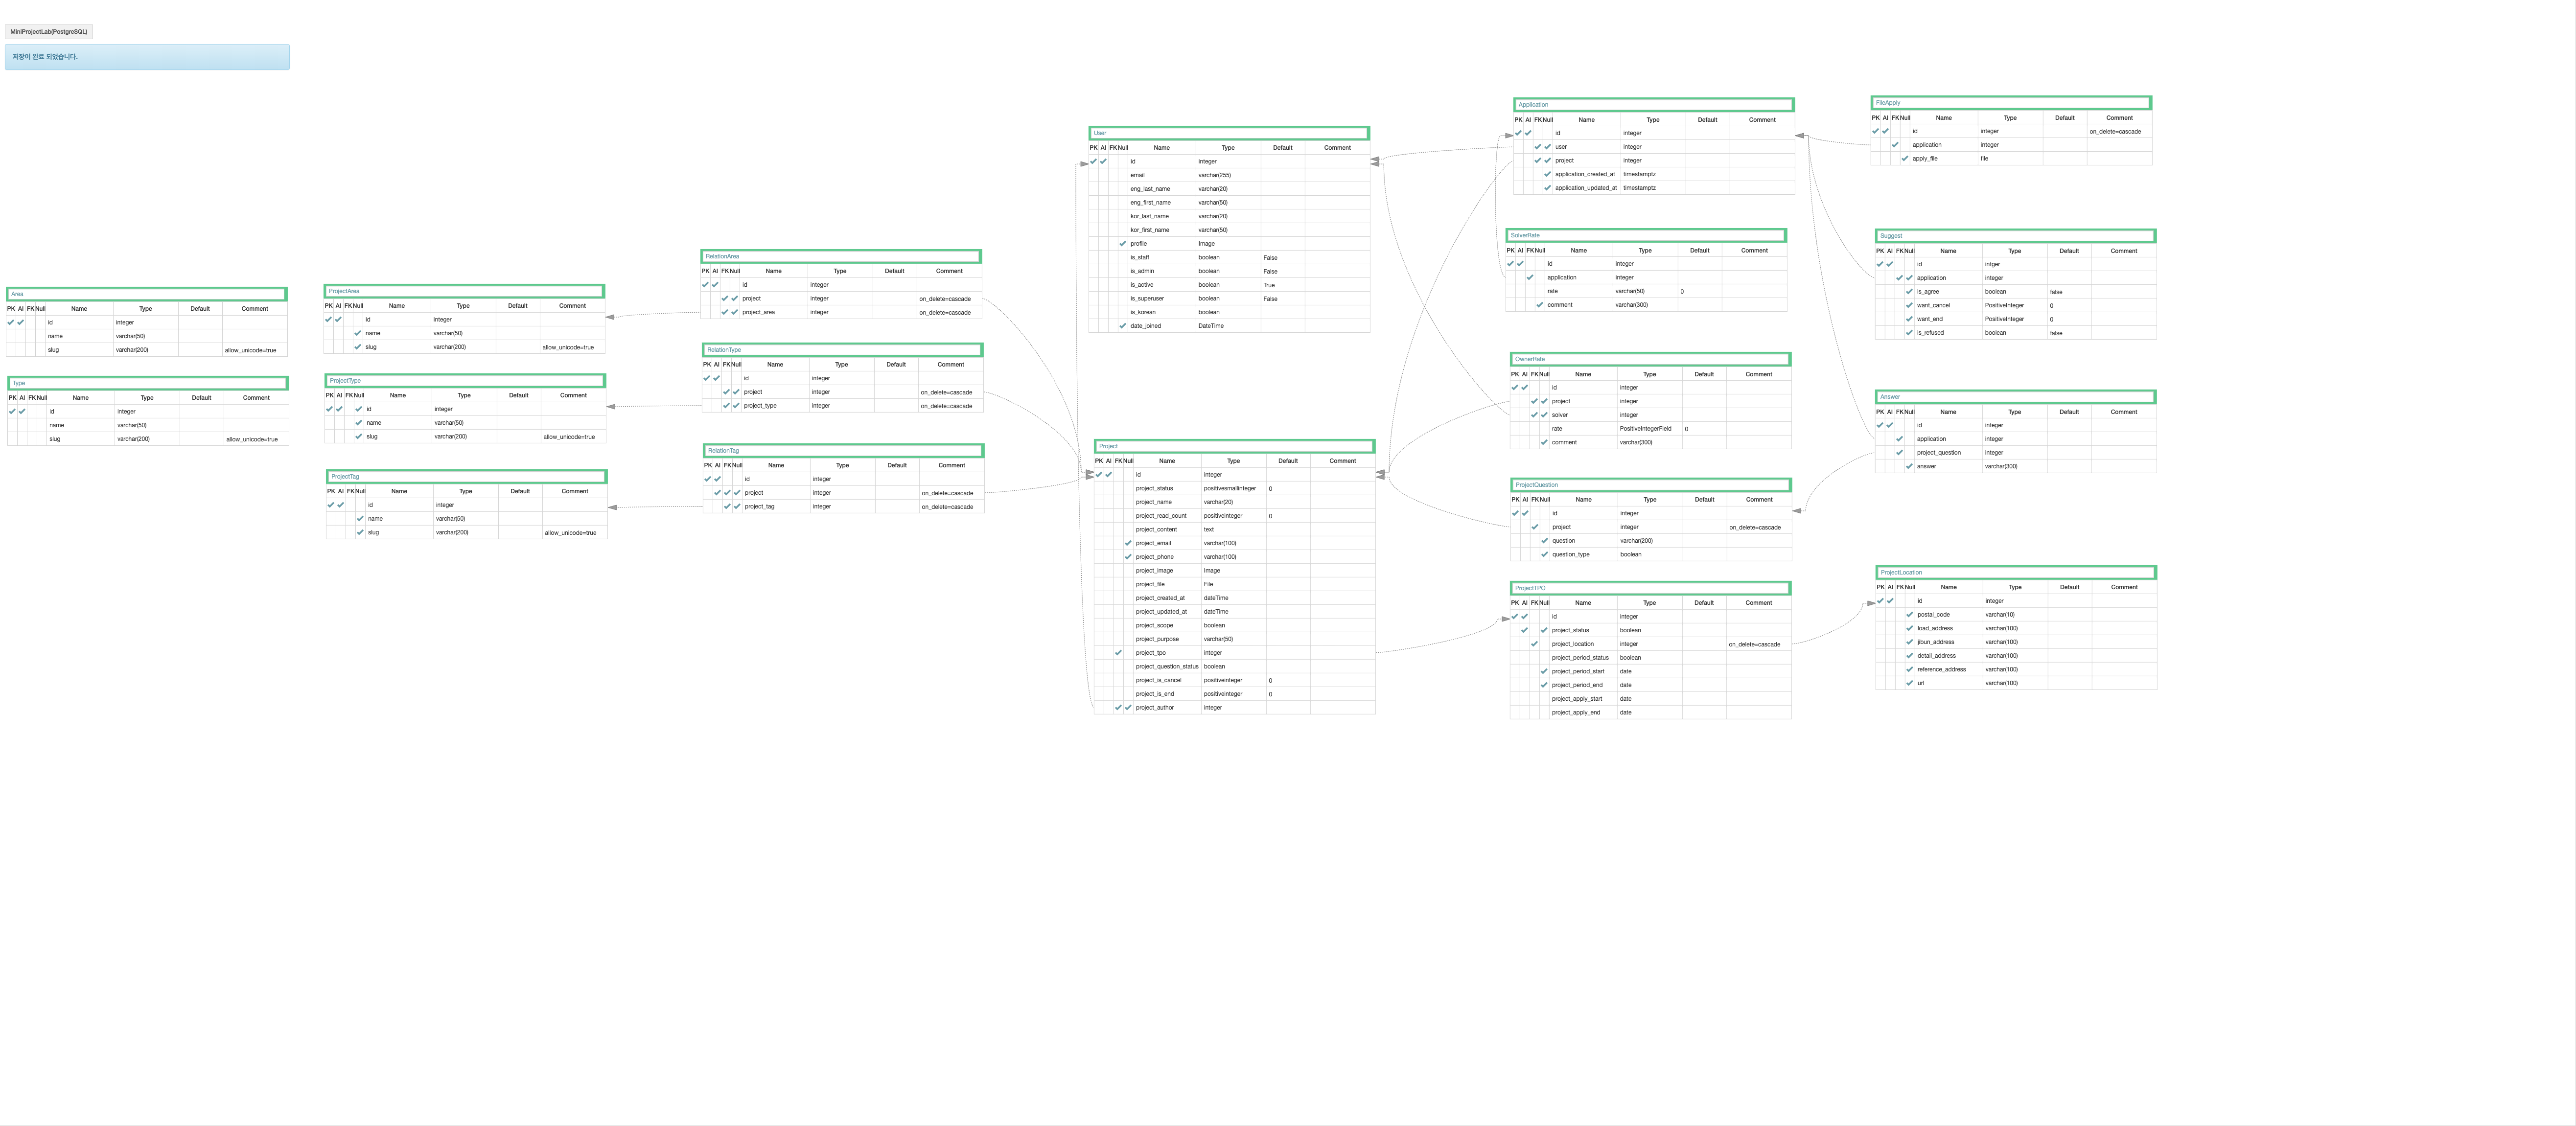 MiniProjectLab(PostgreSQL)
저장이 완료 되었습니다.
Area
PK AI FK Null Name Type Default Comment
id integer
name varchar(50)
slug varchar(200) allow_unicode=true
Type
PK AI FK Null Name Type Default Comment
id integer
name varchar(50)
slug varchar(200) allow_unicode=true
ProjectArea
PK AI FK Null Name Type Default Comment
id integer
name varchar(50)
slug varchar(200) allow_unicode=true
ProjectType
PK AI FK Null Name Type Default Comment
id integer
name varchar(50)
slug varchar(200) allow_unicode=true
ProjectTag
PK AI FK Null Name Type Default Comment
id integer
name varchar(50)
slug varchar(200) allow_unicode=true
RelationArea
PK AI FK Null Name Type Default Comment
id integer
project integer on_delete=cascade
project_area integer on_delete=cascade
RelationType
PK AI FK Null Name Type Default Comment
id integer
project integer on_delete=cascade
project_type integer on_delete=cascade
RelationTag
PK AI FK Null Name Type Default Comment
id integer
project integer on_delete=cascade
project_tag integer on_delete=cascade
User
PK AI FK Null Name Type Default Comment
id integer
email varchar(255)
eng_last_name varchar(20)
eng_first_name varchar(50)
kor_last_name varchar(20)
kor_first_name varchar(50)
profile Image
is_staff boolean False
is_admin boolean False
is_active boolean True
is_superuser boolean False
is_korean boolean
date_joined DateTime
Project
PK AI FK Null Name Type Default Comment
id integer
project_status positivesmallinteger 0
project_name varchar(20)
project_read_count positiveinteger 0
project_content text
project_email varchar(100)
project_phone varchar(100)
project_image Image
project_file File
project_created_at dateTime
project_updated_at dateTime
project_scope boolean
project_purpose varchar(50)
project_tpo integer
project_question_status boolean
project_is_cancel positiveinteger 0
project_is_end positiveinteger 0
project_author integer
Application
PK AI FK Null Name Type Default Comment
id integer
user integer
project integer
application_created_at timestamptz
application_updated_at timestamptz
SolverRate
PK AI FK Null Name Type Default Comment
id integer
application integer
rate varchar(50) 0
comment varchar(300)
OwnerRate
PK AI FK Null Name Type Default Comment
id integer
project integer
solver integer
rate PositiveIntegerField 0
comment varchar(300)
ProjectQuestion
PK AI FK Null Name Type Default Comment
id integer
project integer on_delete=cascade
question varchar(200)
question_type boolean
ProjectTPO
PK AI FK Null Name Type Default Comment
id integer
project_status boolean
project_location integer on_delete=cascade
project_period_status boolean
project_period_start date
project_period_end date
project_apply_start date
project_apply_end date
FileApply
PK AI FK Null Name Type Default Comment
id integer on_delete=cascade
application integer
apply_file file
Suggest
PK AI FK Null Name Type Default Comment
id intger
application integer
is_agree boolean false
want_cancel PositiveInteger 0
want_end PositiveInteger 0
is_refused boolean false
Answer
PK AI FK Null Name Type Default Comment
id integer
application integer
project_question integer
answer varchar(300)
ProjectLocation
PK AI FK Null Name Type Default Comment
id integer
postal_code varchar(10)
load_address varchar(100)
jibun_address varchar(100)
detail_address varchar(100)
reference_address varchar(100)
url varchar(100)